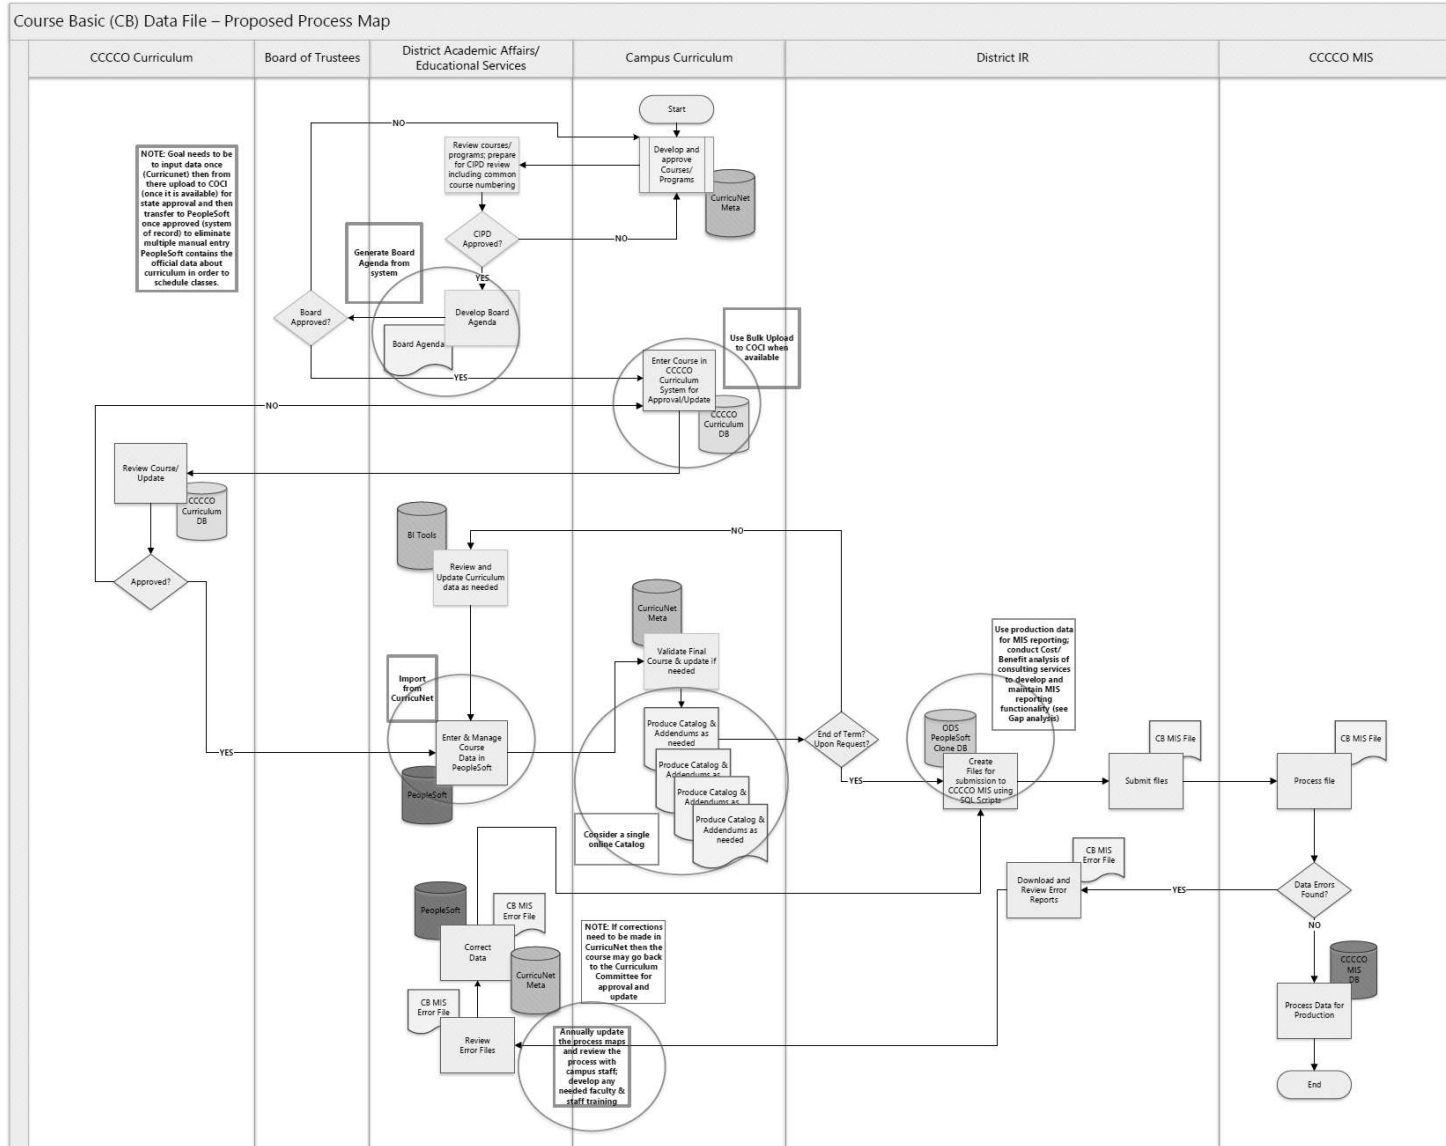 Course Basic (CB) Data File – Proposed Process Map
CCCCO Curriculum
Board of Trustees
District Academic Affairs/
Educational Services
Campus Curriculum
District IR
CCCCO MIS
Start
NO
Review courses/
programs; prepare
for CIPD review
including common
course numbering
Develop and
approve
Courses/
Programs
CurricuNet
Meta
NOTE: Goal needs to be
to input data once
(Curricunet) then from
there upload to COCI
(once it is available) for
state approval and then
transfer to PeopleSoft
once approved (system
of record) to eliminate
multiple manual entry
PeopleSoft contains the
official data about
curriculum in order to
schedule classes.
CIPD
Approved?
NO
Generate Board
Agenda from
system
YES
Board
Approved?
Develop Board
Agenda
Board Agenda
Use Bulk Upload
to COCI when
available
Enter Course in
CCCCO
Curriculum
System for
Approval/Update
YES
NO
CCCCO
Curriculum
DB
Review Course/
Update
CCCCO
Curriculum
DB
Approved?
BI Tools
NO
Review and
Update Curriculum
data as needed
CurricuNet
Meta
Validate Final
Course & update if
needed
Use production data
for MIS reporting;
conduct Cost/
Benefit analysis of
consulting services
to develop and
maintain MIS
reporting
functionality (see
Gap analysis)
Import
from
CurricuNet
Enter & Manage
Course
Data in
PeopleSoft
YES
PeopleSoft
Produce Catalog &
Addendums as
needed
Produce Catalog &
Addendums as
Produce Catalog &
Addendums as
Produce Catalog &
Addendums as
needed
Consider a single
online Catalog
End of Term?
Upon Request?
YES
ODS
PeopleSoft
Clone DB
Create
Files for
submission to
CCCCO MIS using
SQL Scripts
CB MIS File
Submit files
CB MIS File
Process file
Data Errors
Found?
YES
NO
CB MIS
Error File
Download and
Review Error
Reports
PeopleSoft
CB MIS
Error File
Correct
Data
CurricuNet
Meta
NOTE: If corrections
need to be made in
CurricuNet then the
course may go back
to the Curriculum
Committee for
approval and
update
CCCCO
MIS
DB
Process Data for
Production
CB MIS
Error File
Review
Error Files
Annually update
the process maps
and review the
process with
campus staff;
develop any
needed faculty &
staff training
End